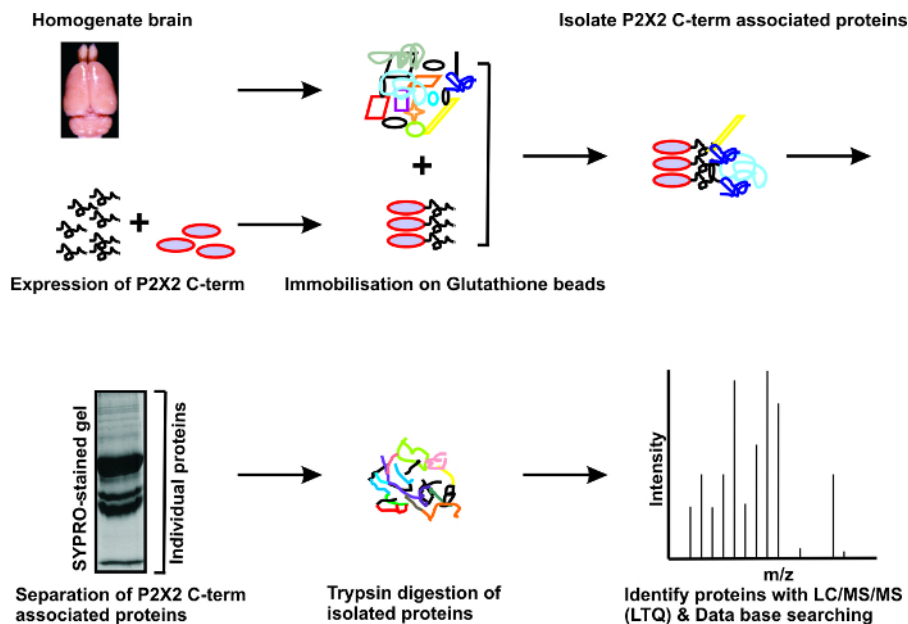 Homogenate brain
Isolate P2X2 C-term associated proteins
+
+
Expression of P2X2 C-term
Immobilisation on Glutathione beads
SYPRO-stained gel
Individual proteins
Intensity
m/z
Separation of P2X2 C-term
associated proteins
Trypsin digestion of
isolated proteins
Identify proteins with LC/MS/MS
(LTQ) & Data base searching